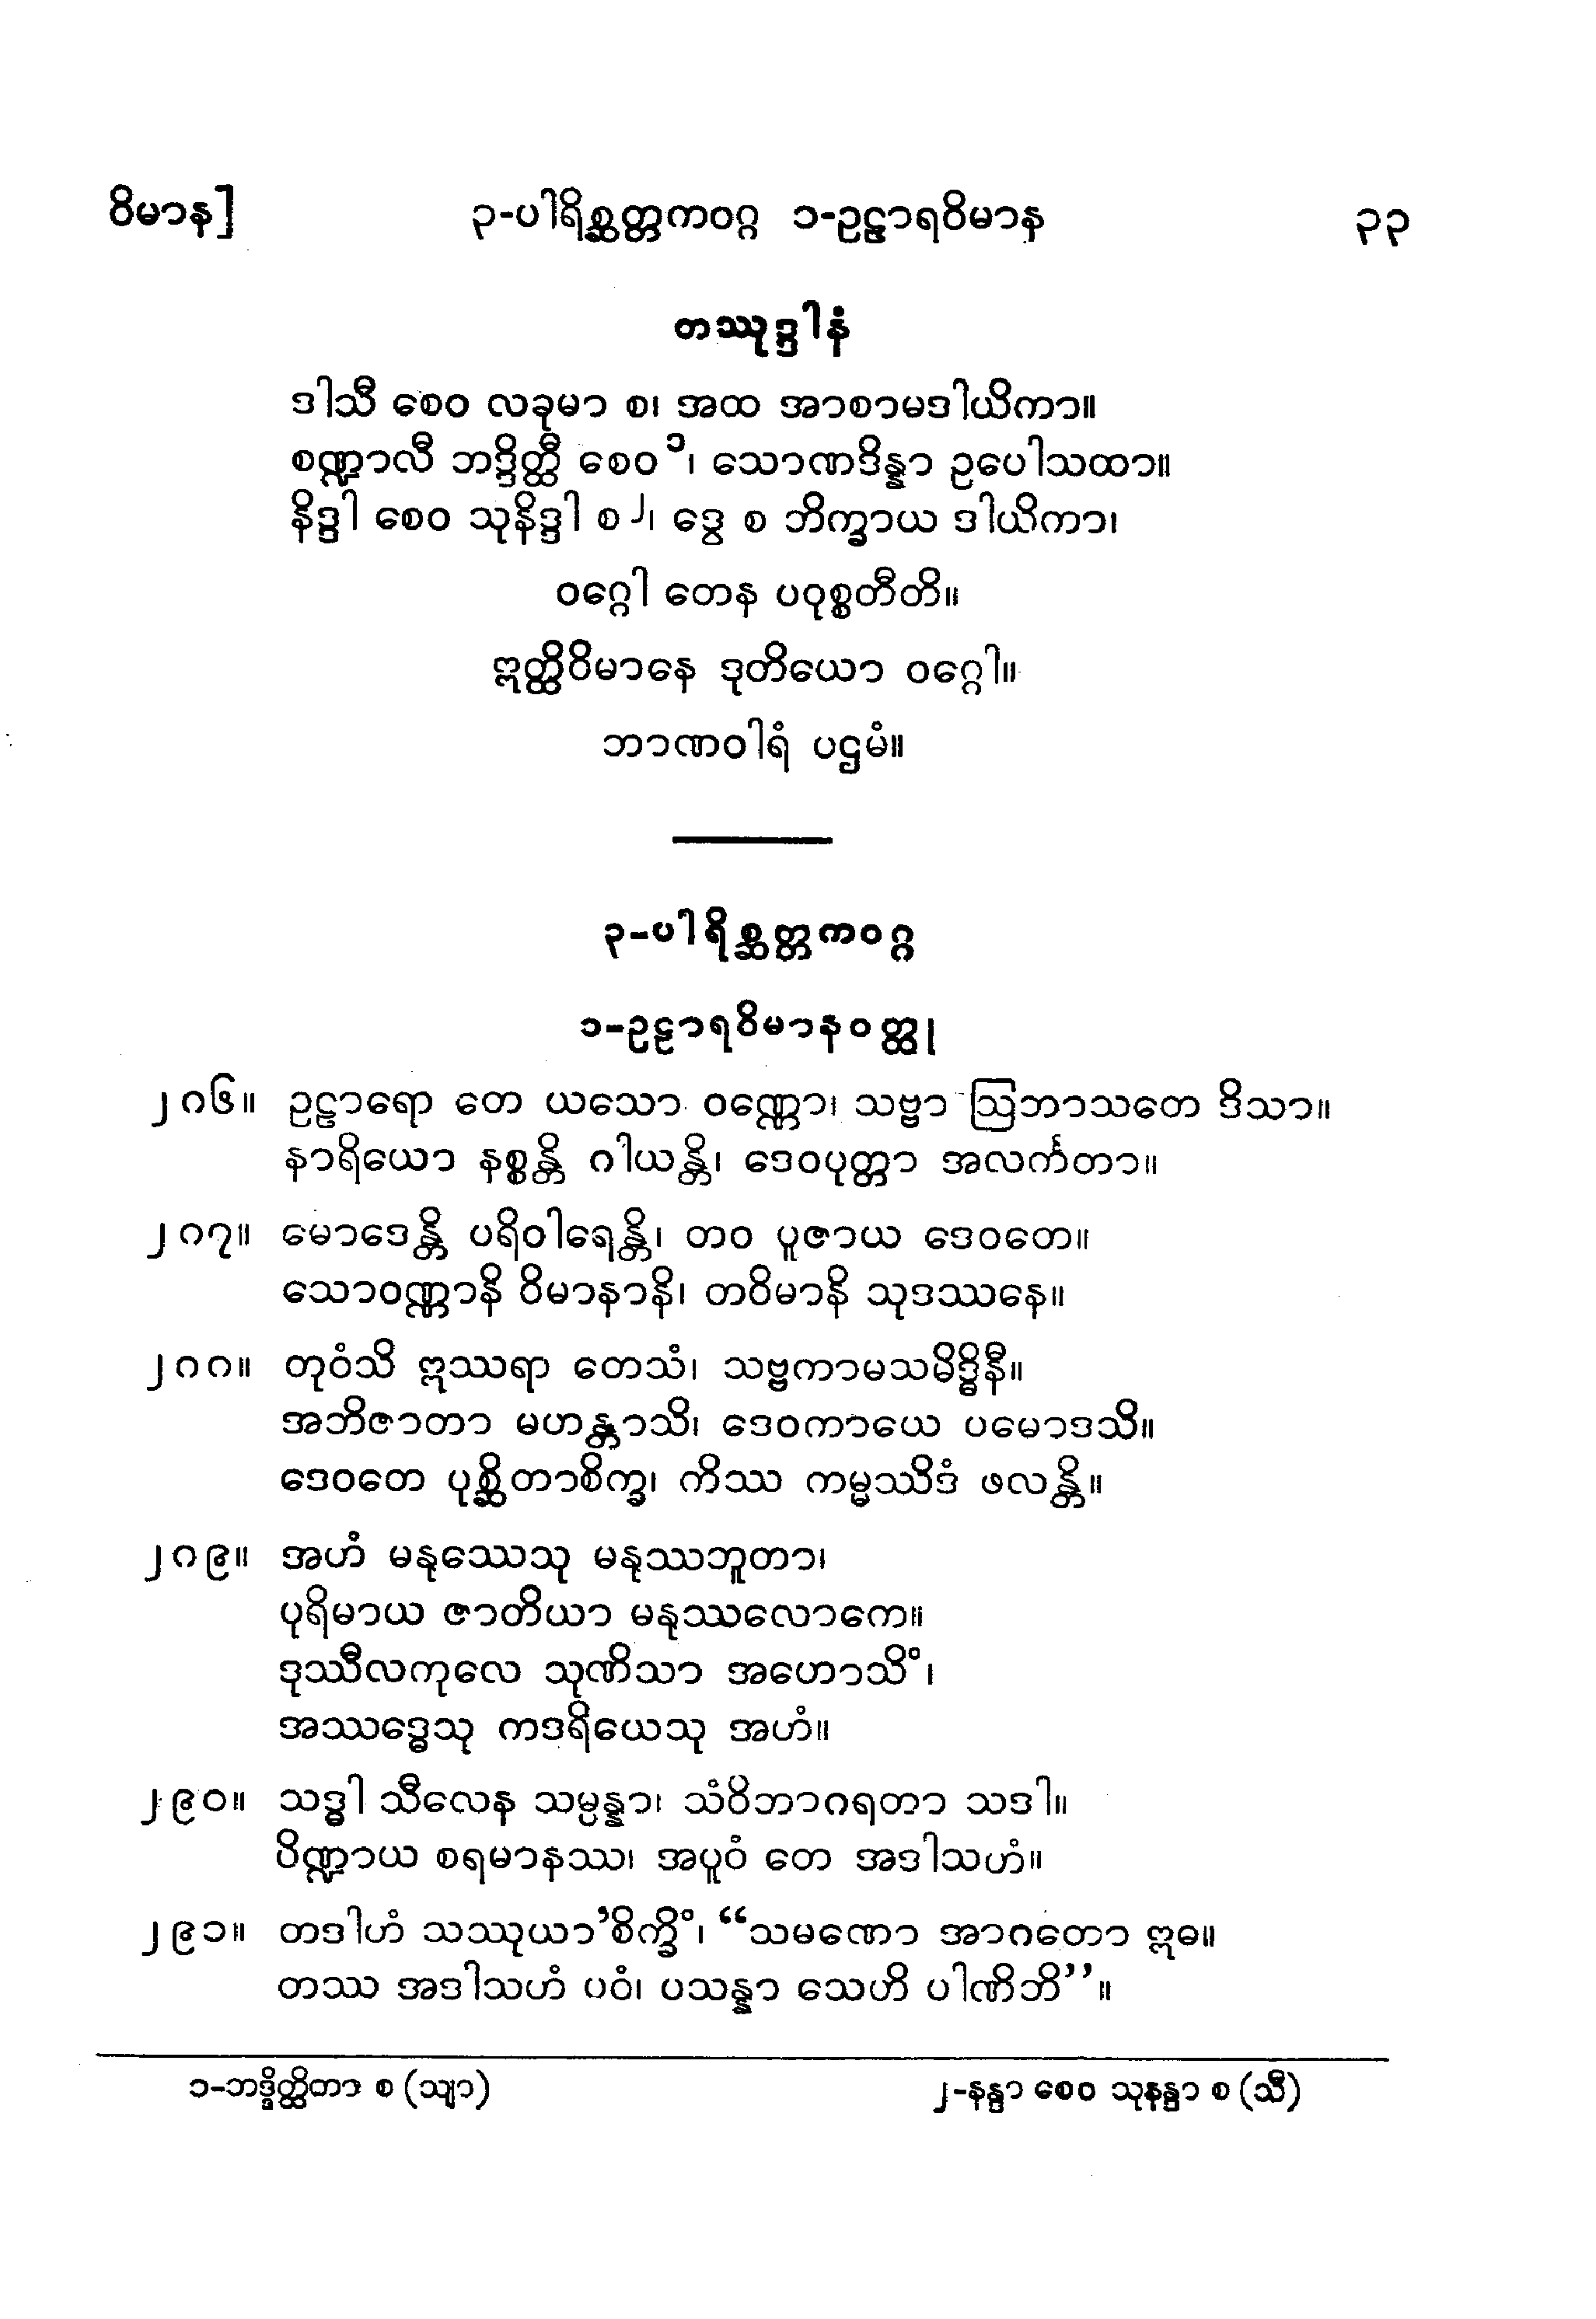 ဝိမာန]	၃-ပါရိစ္ဆတ္တကဝဂ္ဂ ၁-ဥဠာရဝိမာန	၃၃
တဿုဒ္ဒါနံ
ဒါသီ စေဝ လခုမာ စ၊ အထ အာစာမဒါယိကာ။
စဏ္ဍာလီ ဘဒ္ဒိတ္ထီ စေဝ ၁၊ သောဏဒိန္နာ ဥပေါသထာ။
နိဒ္ဒါ စေဝ သုနိဒ္ဒါ စ ၂၊ ဒွေ စ ဘိက္ခာယ ဒါယိကာ၊
ဝဂ္ဂေါ တေန ပဝုစ္စတီတိ။
ဣတ္ထိဝိမာနေ ဒုတိယော ဝဂ္ဂေါ။
ဘာဏဝါရံ ပဌမံ။
၃-ပါရိစ္ဆတ္တကဝဂ္ဂ
၁-ဥဠာရဝိမာနဝတ္ထု
၂၈၆။ ဥဠာရော တေ ယသော ဝဏ္ဏော၊ သဗ္ဗာ ဩဘာသတေ ဒိသာ။
နာရိယော နစ္စန္တိ ဂါယန္တိ၊ ဒေဝပုတ္တာ အလင်္ကတာ။
၂၈၇။ မောဒေန္တိ ပရိဝါရေန္တိ၊ တဝ ပူဇာယ ဒေဝတေ။
သောဝဏ္ဏာနိ ဝိမာနာနိ၊ တဝိမာနိ သုဒဿနေ။
၂၈၈။ တုဝံသိ ဣဿရာ တေသံ၊ သဗ္ဗကာမသမိဒ္ဓိနီ။
အဘိဇာတာ မဟန္တာသိ၊ ဒေဝကာယေ ပမောဒသိ။
ဒေဝတေ ပုစ္ဆိတာစိက္ခ၊ ကိဿ ကမ္မဿိဒံ ဖလန္တိ။
၂၈၉။ အဟံ မနုဿေသု မနုဿဘူတာ၊
ပုရိမာယ ဇာတိယာ မနုဿလောကေ။
ဒုဿီလကုလေ သုဏိသာ အဟောသိံ၊
အဿဒ္ဓေသု ကဒရိယေသု အဟံ။
၂၉၀။ သဒ္ဓါ သီလေန သမ္ပန္နာ၊ သံဝိဘာဂရတာ သဒါ။
ပိဏ္ဍာယ စရမာနဿ၊ အပူဝံ တေ အဒါသဟံ။
၂၉၁။ တဒါဟံ သဿုယာ’စိက္ခိံ၊ “သမဏော အာဂတော ဣဓ။
တဿ အဒါသဟံ ပဝံ၊ ပသန္နာ သေဟိ ပါဏိဘိ”။
၁-ဘဒ္ဒိတ္ထိကာ စ (သျာ)	၂-နန္ဒာ စေဝ သုနန္ဒာ စ (သီ)